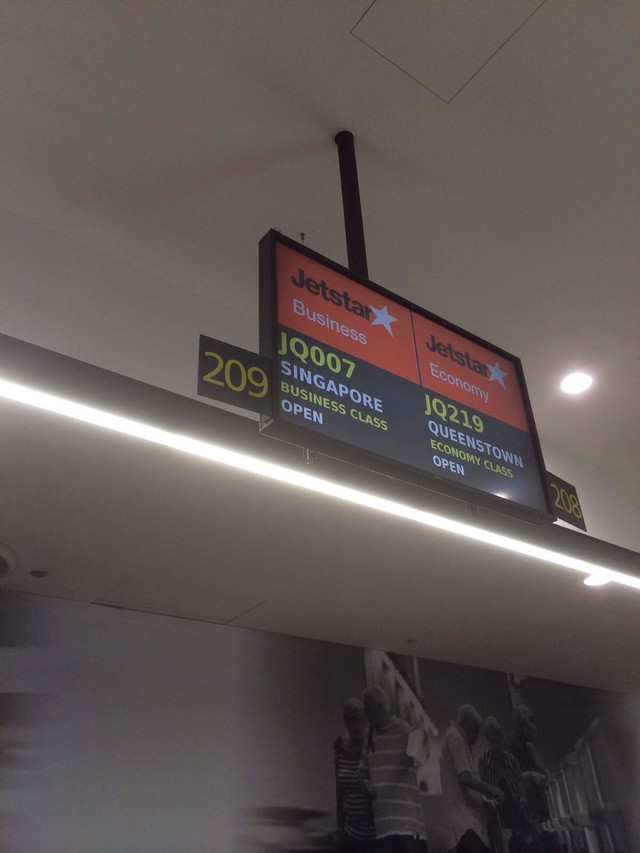 209
Jetstar
Business
JQ007
SINGAPORE
BUSINESS CLASS
OPEN
Jetstar
Economy
JQ219
QUEENSTOWN
ECONOMY CLASS
OPEN
208